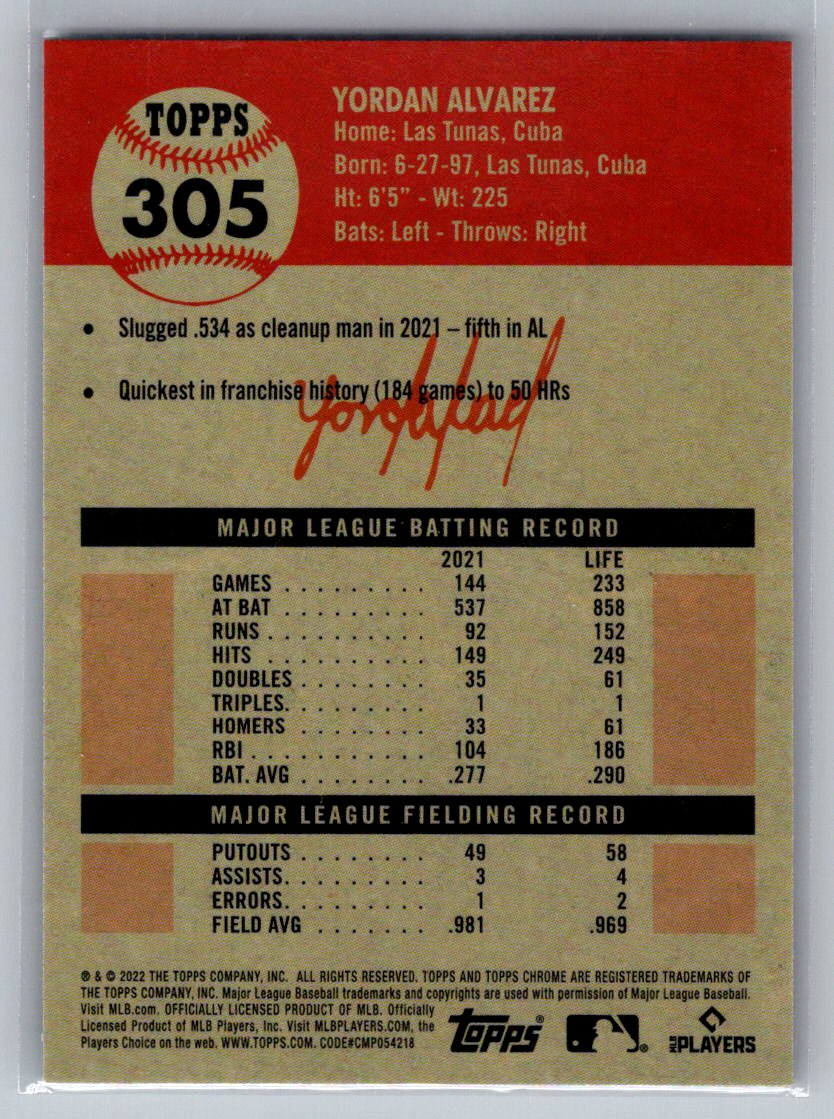 TOPPS
305
YORDAN ALVAREZ
Home: Las Tunas, Cuba
Born: 6-27-97, Las Tunas, Cuba
Ht: 6'5" - Wt: 225
Bats: Left - Throws: Right
• Slugged .534 as cleanup man in 2021 – fifth in AL
• Quickest in franchise history (184 games) to 50 HRs
MAJOR LEAGUE BATTING RECORD
2021 LIFE
GAMES . . . . . . . . . 144 233
AT BAT . . . . . . . . . 537 858
RUNS . . . . . . . . . . 92 152
HITS . . . . . . . . . . 149 249
DOUBLES . . . . . . . . 35 61
TRIPLES. . . . . . . . . 1 1
HOMERS . . . . . . . . 33 61
RBI . . . . . . . . . . . 104 186
BAT. AVG . . . . . . . . .277 .290
MAJOR LEAGUE FIELDING RECORD
PUTOUTS . . . . . . . . 49 58
ASSISTS. . . . . . . . . 3 4
ERRORS. . . . . . . . . 1 2
FIELD AVG . . . . . . . .981 .969
® & © 2022 THE TOPPS COMPANY, INC. ALL RIGHTS RESERVED. TOPPS AND TOPPS CHROME ARE REGISTERED TRADEMARKS OF
THE TOPPS COMPANY, INC. Major League Baseball trademarks and copyrights are used with permission of Major League Baseball.
Visit MLB.com. OFFICIALLY LICENSED PRODUCT OF MLB. Officially
Licensed Product of MLB Players, Inc. Visit MLBPLAYERS.COM, the
Players Choice on the web. WWW.TOPPS.COM. CODE#CMP054218
topps ®
®
MLB PLAYERS